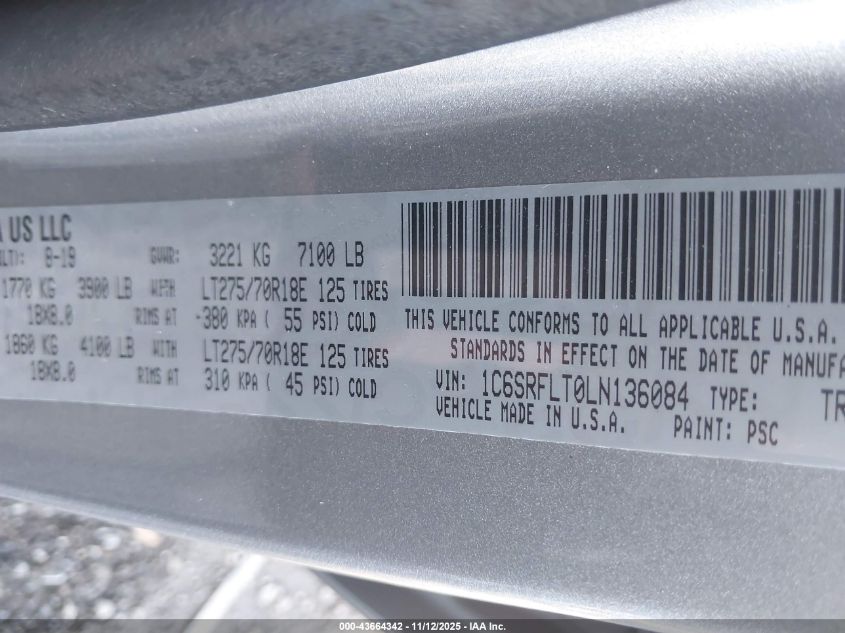 A US LLC
LT): 8-19 GVWR: 3221 KG 7100 LB
1770 KG 3900 LB WITH LT275/70R18E 125 TIRES
18X8.0 RIMS AT -380 KPA ( 55 PSI) COLD
1860 KG 4100 LB WITH LT275/70R18E 125 TIRES
18X8.0 RIMS AT 310 KPA ( 45 PSI) COLD
THIS VEHICLE CONFORMS TO ALL APPLICABLE U.S.A.
STANDARDS IN EFFECT ON THE DATE OF MANUFA
VIN: 1C6SRFLT0LN136084 TYPE: TR
VEHICLE MADE IN U.S.A. PAINT: PSC
000-43664342 - 11/12/2025 - IAA Inc.